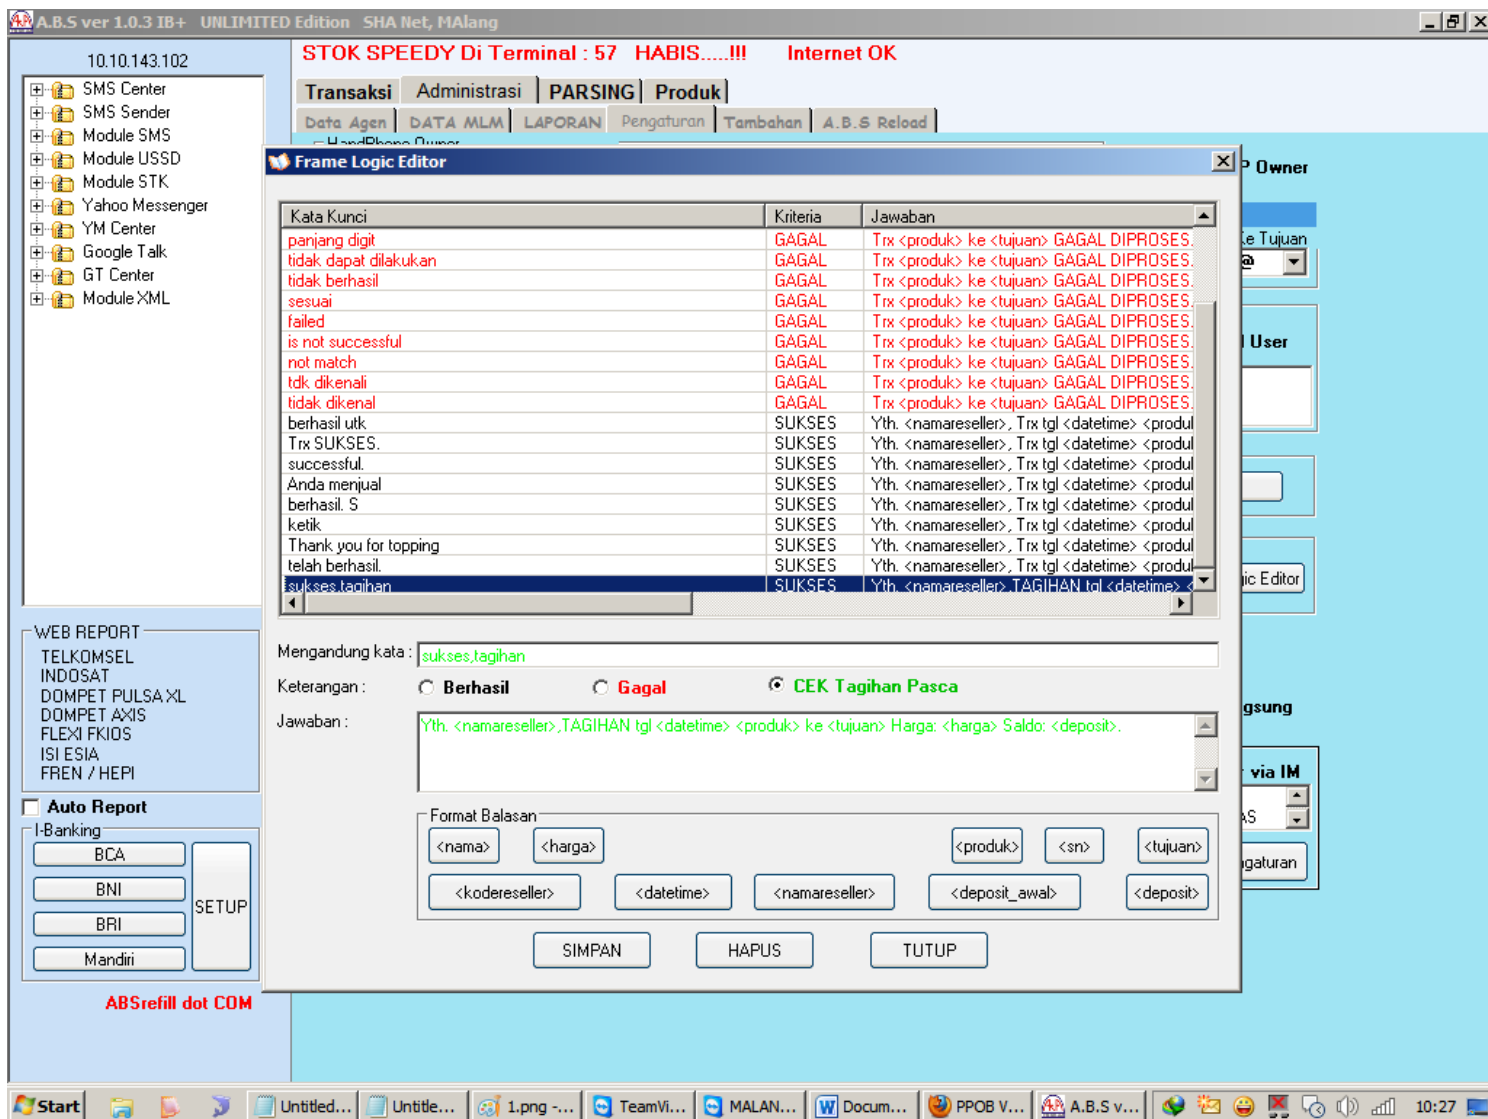 A.B.S ver 1.0.3 IB+ UNLIMITED Edition SHA Net, MAlang
10.10.143.102
STOK SPEEDY Di Terminal : 57 HABIS.....!!! Internet OK
Transaksi Administrasi PARSING Produk
Data Agen DATA MLM LAPORAN Pengaturan Tambahan A.B.S Reload
SMS Center
SMS Sender
Module SMS
Module USSD
Module STK
Yahoo Messenger
YM Center
Google Talk
GT Center
Module XML
HandPhone Owner
P Owner
Ke Tujuan
@
User
gic Editor
gsung
via IM
AS
gaturan
Frame Logic Editor
Kata Kunci Kriteria Jawaban
panjang digit GAGAL Trx <produk> ke <tujuan> GAGAL DIPROSES.
tidak dapat dilakukan GAGAL Trx <produk> ke <tujuan> GAGAL DIPROSES.
tidak berhasil GAGAL Trx <produk> ke <tujuan> GAGAL DIPROSES.
sesuai GAGAL Trx <produk> ke <tujuan> GAGAL DIPROSES.
failed GAGAL Trx <produk> ke <tujuan> GAGAL DIPROSES.
is not successful GAGAL Trx <produk> ke <tujuan> GAGAL DIPROSES.
not match GAGAL Trx <produk> ke <tujuan> GAGAL DIPROSES.
tdk dikenali GAGAL Trx <produk> ke <tujuan> GAGAL DIPROSES.
tidak dikenal GAGAL Trx <produk> ke <tujuan> GAGAL DIPROSES.
berhasil utk SUKSES Yth. <namareseller>, Trx tgl <datetime> <produl
Trx SUKSES. SUKSES Yth. <namareseller>, Trx tgl <datetime> <produl
successful. SUKSES Yth. <namareseller>, Trx tgl <datetime> <produl
Anda menjual SUKSES Yth. <namareseller>, Trx tgl <datetime> <produl
berhasil. S SUKSES Yth. <namareseller>, Trx tgl <datetime> <produl
ketik SUKSES Yth. <namareseller>, Trx tgl <datetime> <produl
Thank you for topping SUKSES Yth. <namareseller>, Trx tgl <datetime> <produl
telah berhasil. SUKSES Yth. <namareseller>, Trx tgl <datetime> <produl
sukses,tagihan SUKSES Yth. <namareseller>,TAGIHAN tgl <datetime> <
Mengandung kata : sukses,tagihan
Keterangan : Berhasil Gagal CEK Tagihan Pasca
Jawaban : Yth. <namareseller>,TAGIHAN tgl <datetime> <produk> ke <tujuan> Harga: <harga> Saldo: <deposit>.
Format Balasan
<nama> <harga> <produk> <sn> <tujuan>
<kodereseller> <datetime> <namareseller> <deposit_awal> <deposit>
SIMPAN HAPUS TUTUP
WEB REPORT
TELKOMSEL
INDOSAT
DOMPET PULSA XL
DOMPET AXIS
FLEXI FKIOS
ISI ESIA
FREN / HEPI
Auto Report
I-Banking
BCA
BNI
BRI
Mandiri
SETUP
ABSrefill dot COM
Start Untitled... Untitle... 1.png -... TeamVi... MALAN... Docum... PPOB V... A.B.S v... 10:27